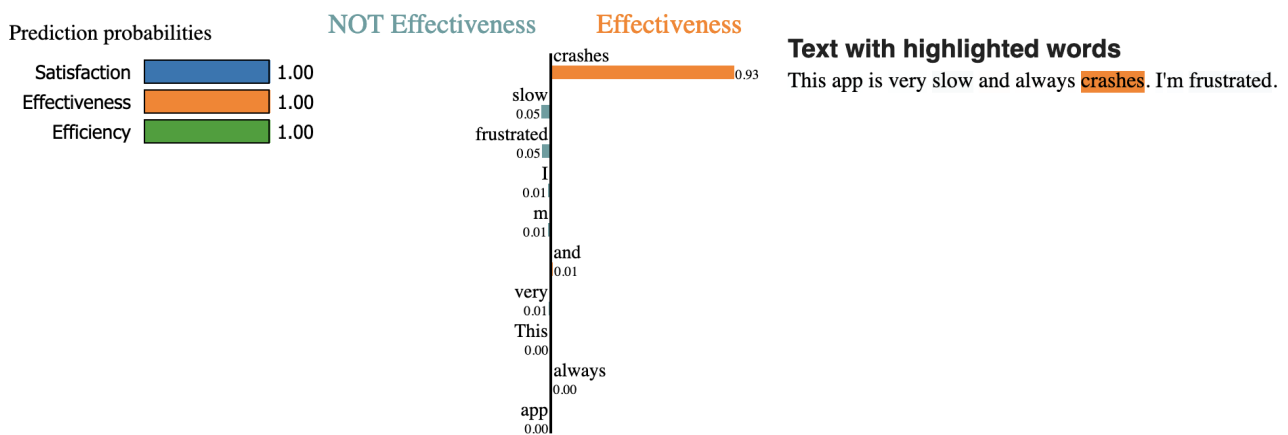 Prediction probabilities
Satisfaction 1.00
Effectiveness 1.00
Efficiency 1.00
NOT Effectiveness Effectiveness
crashes
0.93
slow
0.05
frustrated
0.05
I
0.01
m
0.01
and
0.01
very
0.01
This
0.00
always
0.00
app
0.00
Text with highlighted words
This app is very slow and always crashes. I'm frustrated.